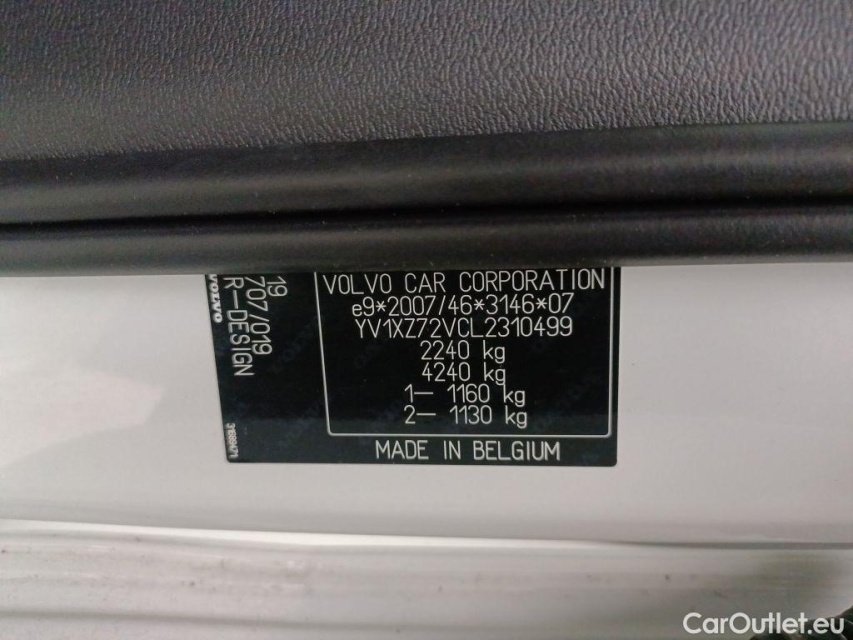 VOLVO CAR CORPORATION
e9*2007/46*3146*07
YV1XZ72VCL2310499
2240 kg
4240 kg
1– 1160 kg
2– 1130 kg
MADE IN BELGIUM
19
707/019
R–DESIGN
VOLVO
CarOutlet.eu